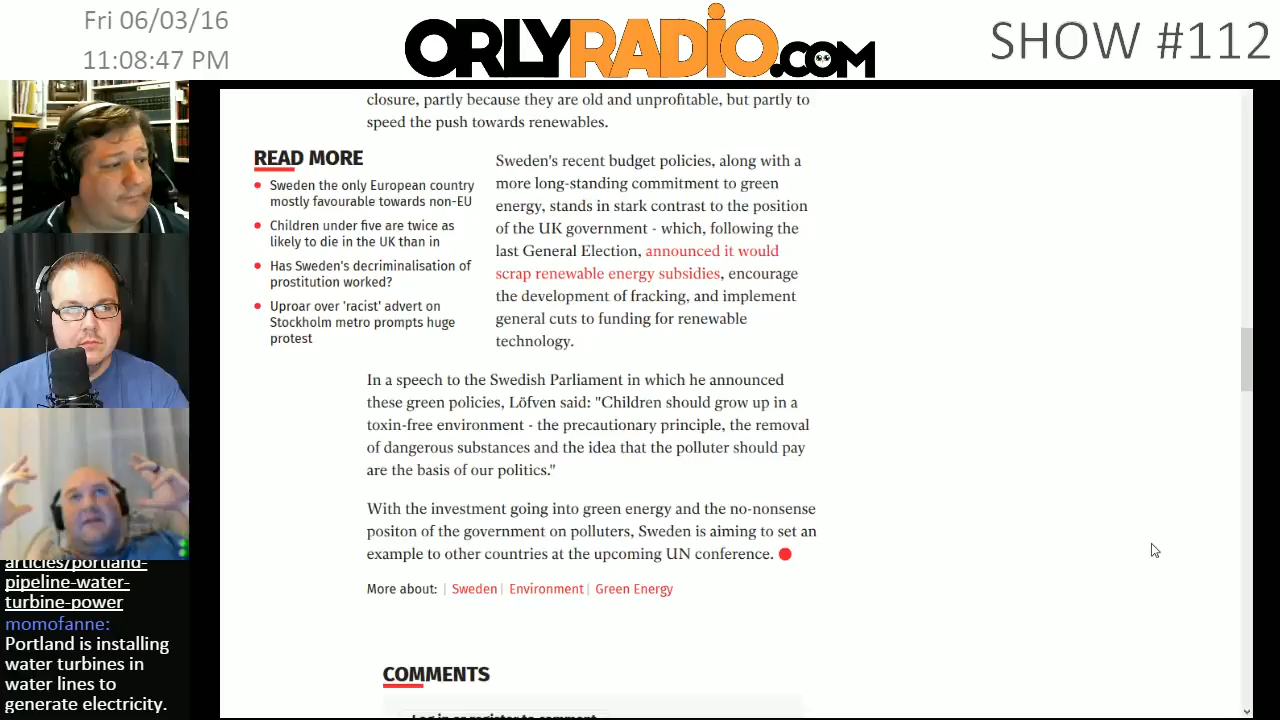 Fri 06/03/16
11:08:47 PM
ORLYRADiO.COM
SHOW #112
closure, partly because they are old and unprofitable, but partly to
speed the push towards renewables.
READ MORE
Sweden the only European country
mostly favourable towards non-EU
Children under five are twice as
likely to die in the UK than in
Has Sweden's decriminalisation of
prostitution worked?
Uproar over 'racist' advert on
Stockholm metro prompts huge
protest
Sweden's recent budget policies, along with a
more long-standing commitment to green
energy, stands in stark contrast to the position
of the UK government - which, following the
last General Election, announced it would
scrap renewable energy subsidies, encourage
the development of fracking, and implement
general cuts to funding for renewable
technology.
In a speech to the Swedish Parliament in which he announced
these green policies, Löfven said: "Children should grow up in a
toxin-free environment - the precautionary principle, the removal
of dangerous substances and the idea that the polluter should pay
are the basis of our politics."
With the investment going into green energy and the no-nonsense
positon of the government on polluters, Sweden is aiming to set an
example to other countries at the upcoming UN conference.
More about: | Sweden | Environment | Green Energy
COMMENTS
Log in or register to comment
articles/portland-
pipeline-water-
turbine-power
momofanne:
Portland is installing
water turbines in
water lines to
generate electricity.